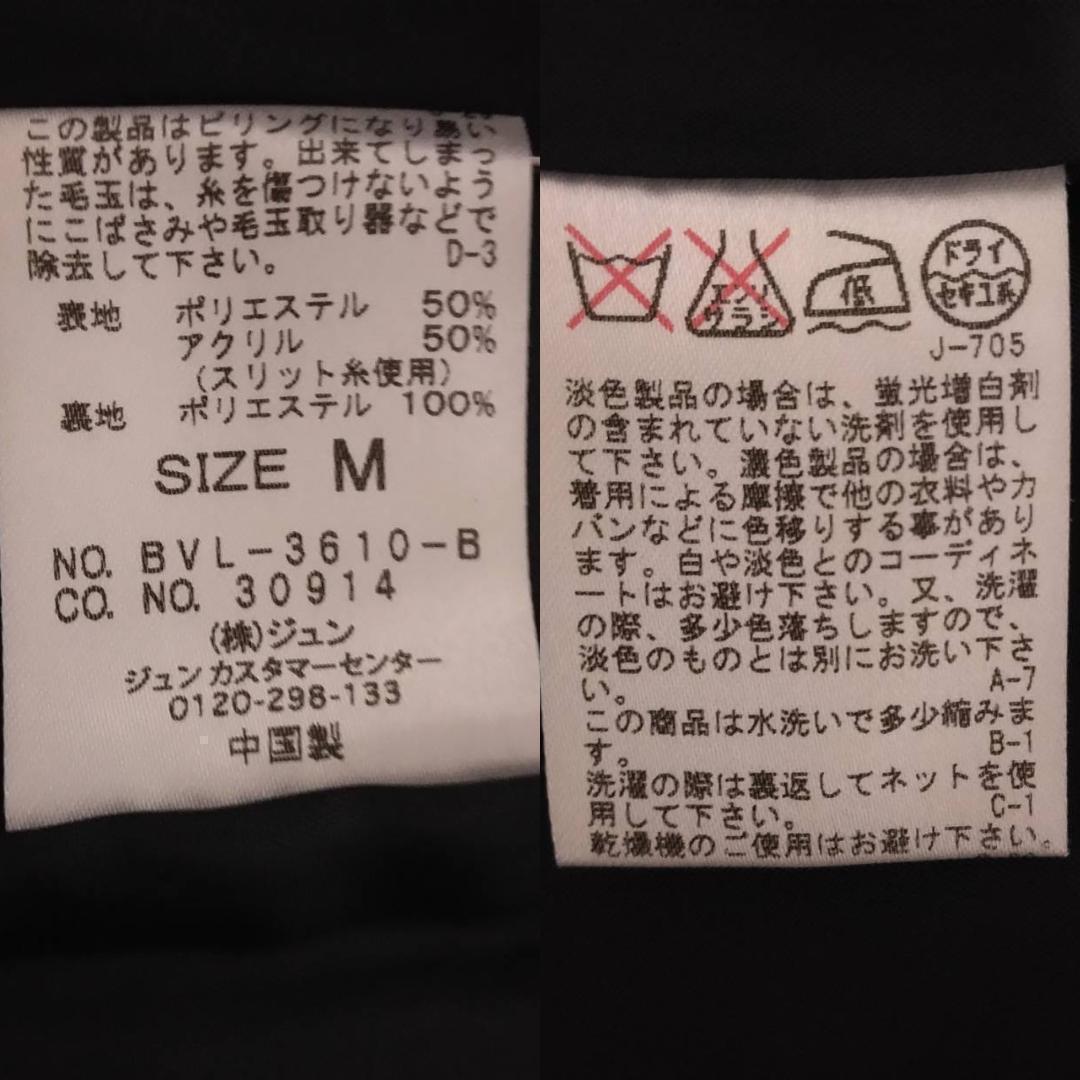 この製品はピリングになり易い
性質があります。出来てしまっ
た毛玉は、糸を傷つけないよう
にこばさみや毛玉取り器などで
除去して下さい。 D-3
表地 ポリエステル 50%
アクリル 50%
(スリット糸使用)
裏地 ポリエステル 100%
SIZE M
NO. BVL-3610-B
CO. NO. 30914
(株)ジュン
ジュンカスタマーセンター
0120-298-133
中国製
エンソ
サラシ
低
ドライ
セキユ系
J-705
淡色製品の場合は、蛍光増白剤
の含まれていない洗剤を使用し
て下さい。濃色製品の場合は、
着用による摩擦で他の衣料やカ
バンなどに色移りする事があり
ます。白や淡色とのコーディネ
ートはお避け下さい。又、洗濯
の際、多少色落ちしますので、
淡色のものとは別にお洗い下さ
い。 A-7
この商品は水洗いで多少縮みま
す。 B-1
洗濯の際は裏返してネットを使
用して下さい。 C-1
乾燥機のご使用はお避け下さい。